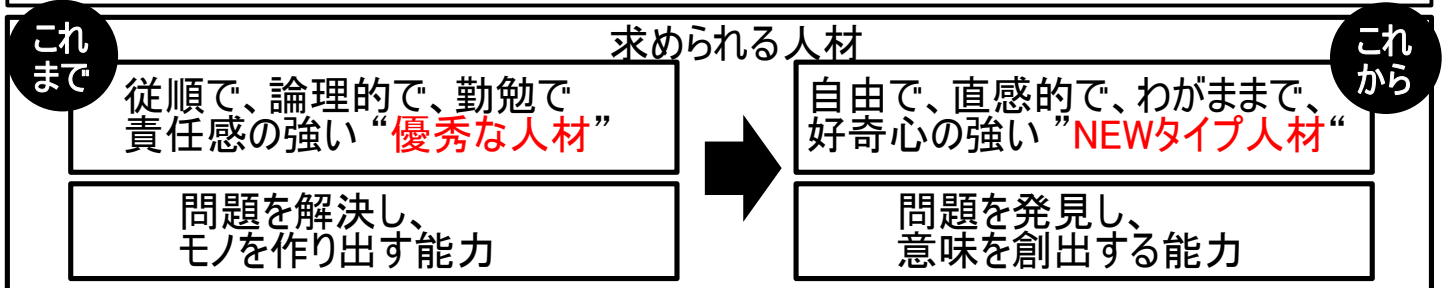 これ
まで
求められる人材
これ
から
従順で、論理的で、勤勉で
責任感の強い “優秀な人材”
自由で、直感的で、わがままで、
好奇心の強い ”NEWタイプ人材“
問題を解決し、
モノを作り出す能力
問題を発見し、
意味を創出する能力